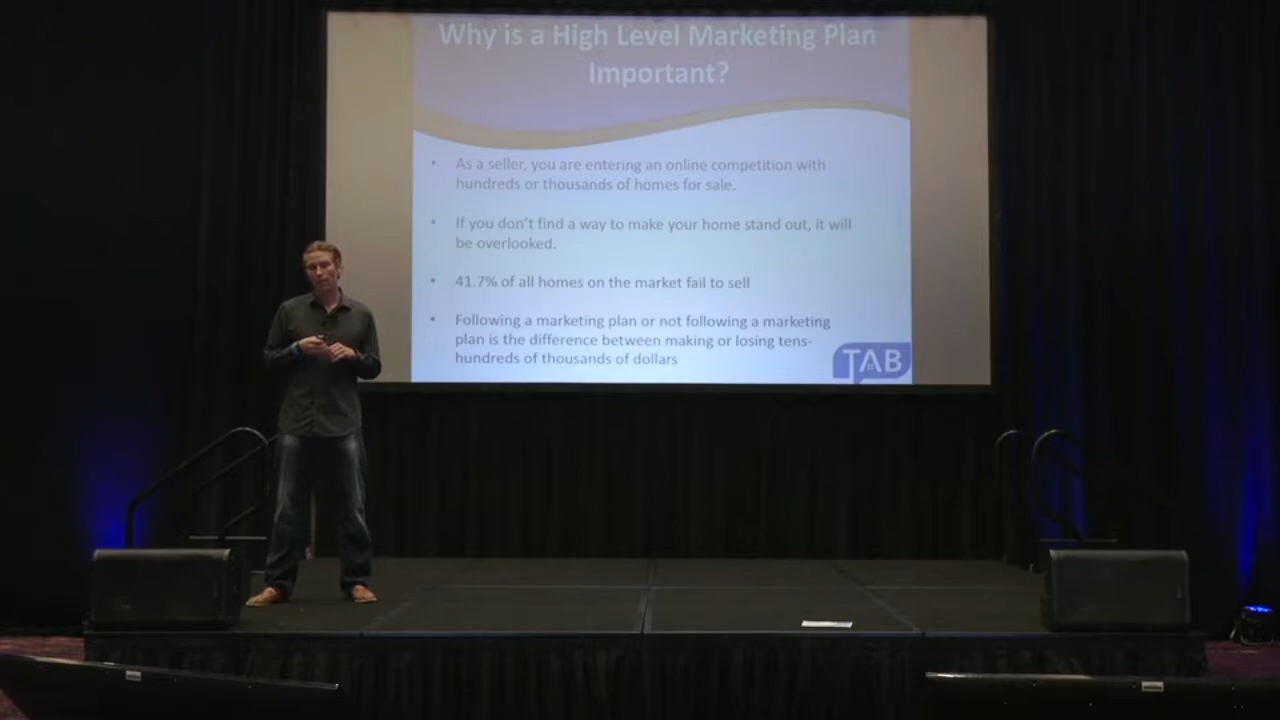 Why is a High Level Marketing Plan
Important?
• As a seller, you are entering an online competition with
hundreds or thousands of homes for sale.
• If you don't find a way to make your home stand out, it will
be overlooked.
• 41.7% of all homes on the market fail to sell
• Following a marketing plan or not following a marketing
plan is the difference between making or losing tens-
hundreds of thousands of dollars
TAB